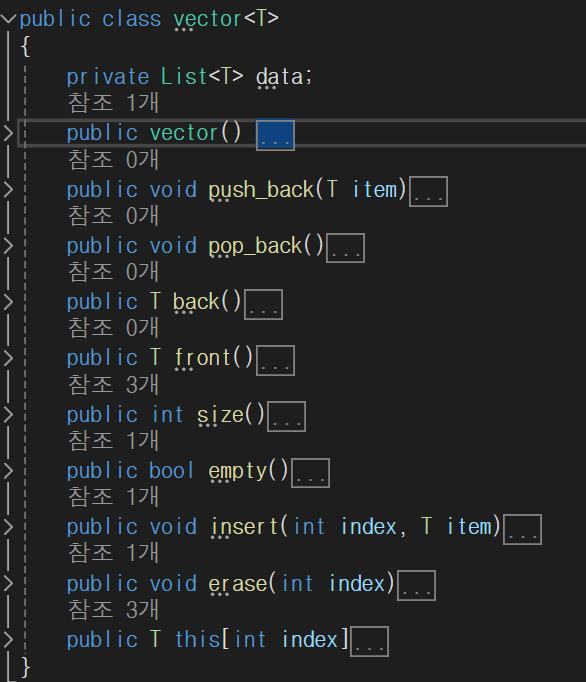 public class vector<T>
{
private List<T> data;
참조 1개
public vector() ...
참조 0개
public void push_back(T item)...
참조 0개
public void pop_back()...
참조 0개
public T back()...
참조 0개
public T front()...
참조 3개
public int size()...
참조 1개
public bool empty()...
참조 1개
public void insert(int index, T item)...
참조 1개
public void erase(int index)...
참조 3개
public T this[int index]...
}